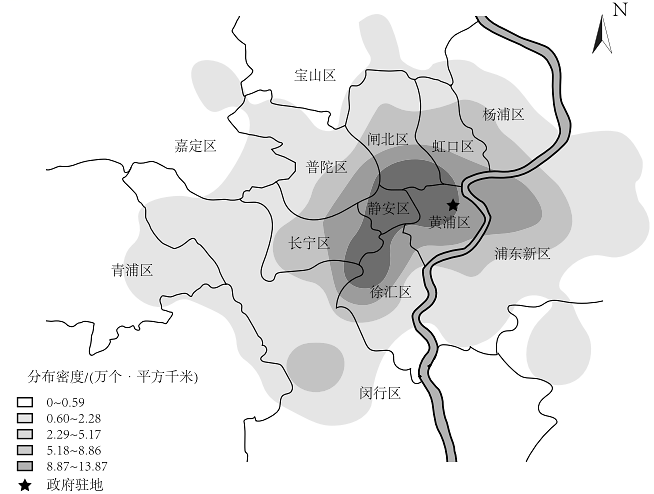 N
宝山区
杨浦区
嘉定区
闸北区
虹口区
普陀区
静安区
黄浦区
长宁区
浦东新区
青浦区
徐汇区
闵行区
分布密度/(万个·平方千米)
0~0.59
0.60~2.28
2.29~5.17
5.18~8.86
8.87~13.87
政府驻地